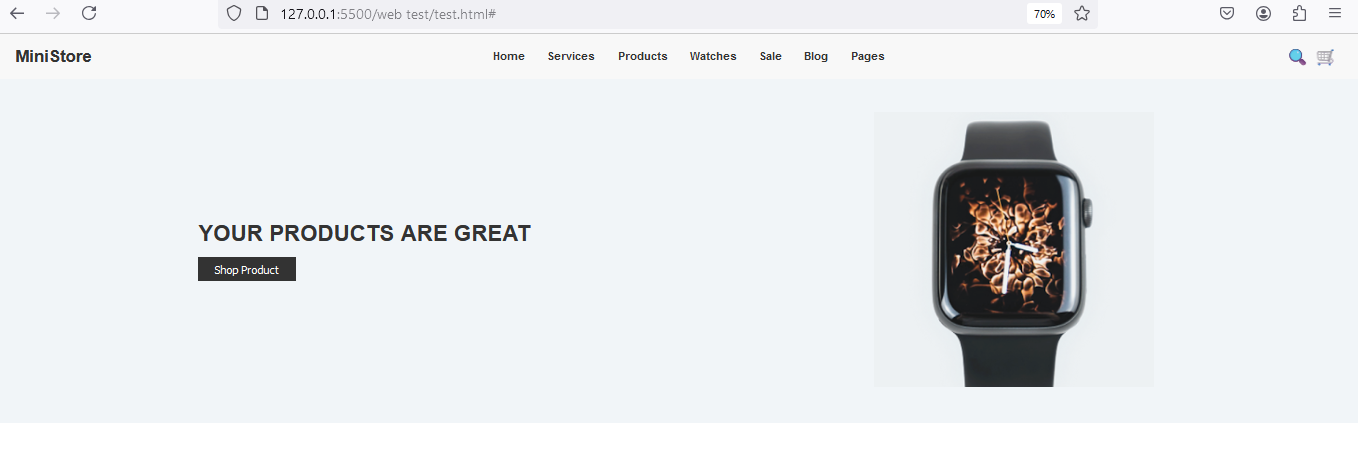 127.0.0.1:5500/web test/test.html#
70%
MiniStore
Home Services Products Watches Sale Blog Pages
YOUR PRODUCTS ARE GREAT
Shop Product